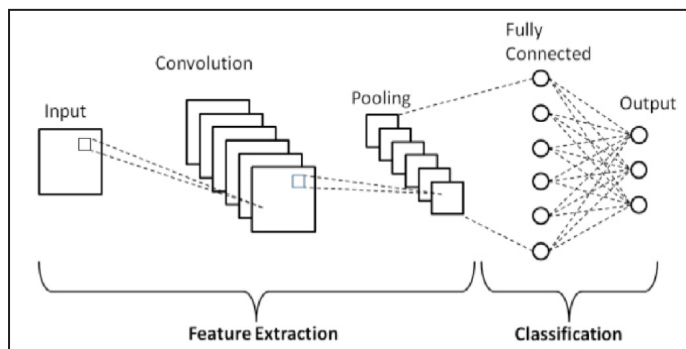 Fully
Connected
Convolution
Pooling
Input
Output
Feature Extraction
Classification